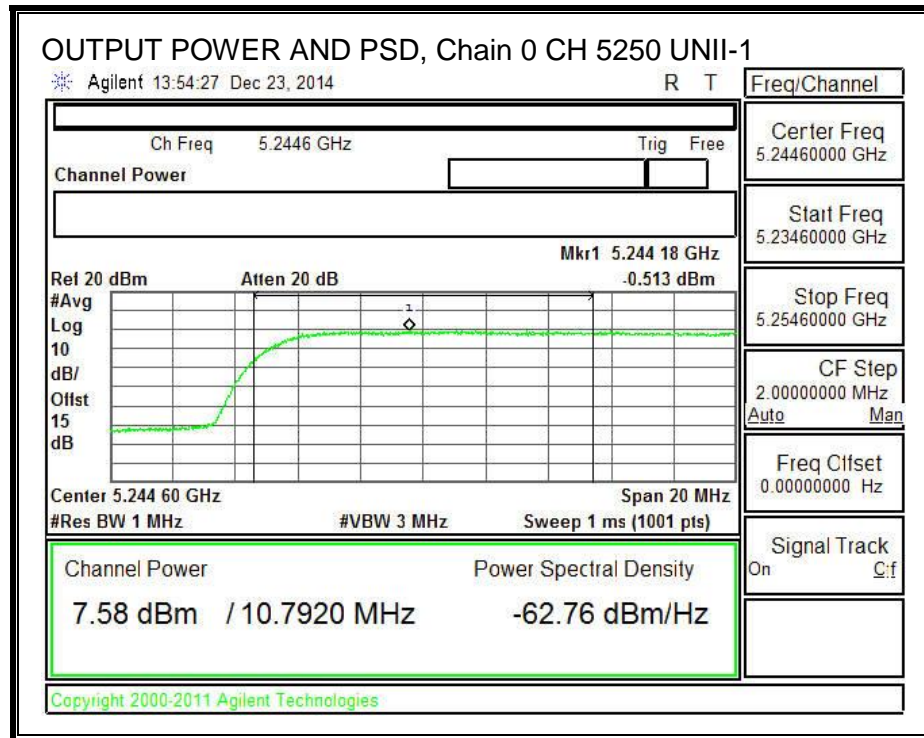 OUTPUT POWER AND PSD, Chain 0 CH 5250 UNII-1
Agilent 13:54:27 Dec 23, 2014 R T
Ch Freq 5.2446 GHz Trig Free
Channel Power
Mkr1 5.244 18 GHz
Ref 20 dBm Atten 20 dB -0.513 dBm
#Avg
Log
10
dB/
Offst
15
dB
1
Center 5.244 60 GHz Span 20 MHz
#Res BW 1 MHz #VBW 3 MHz Sweep 1 ms (1001 pts)
Channel Power Power Spectral Density
7.58 dBm / 10.7920 MHz -62.76 dBm/Hz
Copyright 2000-2011 Agilent Technologies
Freq/Channel
Center Freq
5.24460000 GHz
Start Freq
5.23460000 GHz
Stop Freq
5.25460000 GHz
CF Step
2.00000000 MHz
Auto Man
Freq Offset
0.00000000 Hz
Signal Track
On Off